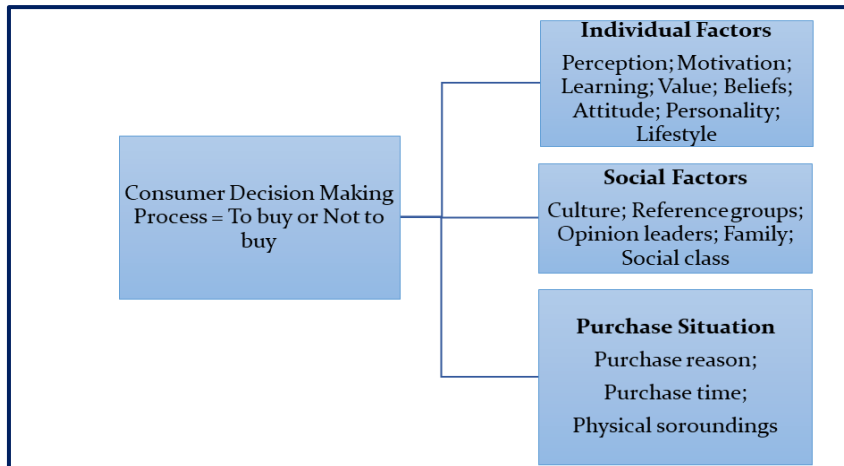 Consumer Decision Making
Process = To buy or Not to
buy
Individual Factors
Perception; Motivation;
Learning; Value; Beliefs;
Attitude; Personality;
Lifestyle
Social Factors
Culture; Reference groups;
Opinion leaders; Family;
Social class
Purchase Situation
Purchase reason;
Purchase time;
Physical soroundings